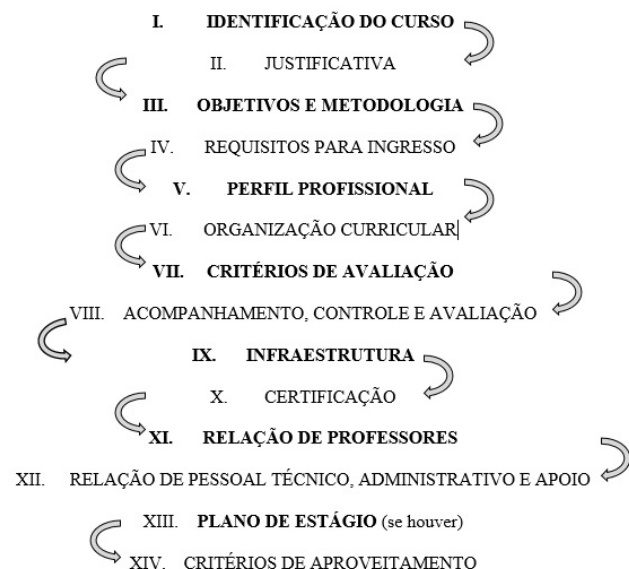 I. IDENTIFICAÇÃO DO CURSO
II. JUSTIFICATIVA
III. OBJETIVOS E METODOLOGIA
IV. REQUISITOS PARA INGRESSO
V. PERFIL PROFISSIONAL
VI. ORGANIZAÇÃO CURRICULAR
VII. CRITÉRIOS DE AVALIAÇÃO
VIII. ACOMPANHAMENTO, CONTROLE E AVALIAÇÃO
IX. INFRAESTRUTURA
X. CERTIFICAÇÃO
XI. RELAÇÃO DE PROFESSORES
XII. RELAÇÃO DE PESSOAL TÉCNICO, ADMINISTRATIVO E APOIO
XIII. PLANO DE ESTÁGIO (se houver)
XIV. CRITÉRIOS DE APROVEITAMENTO